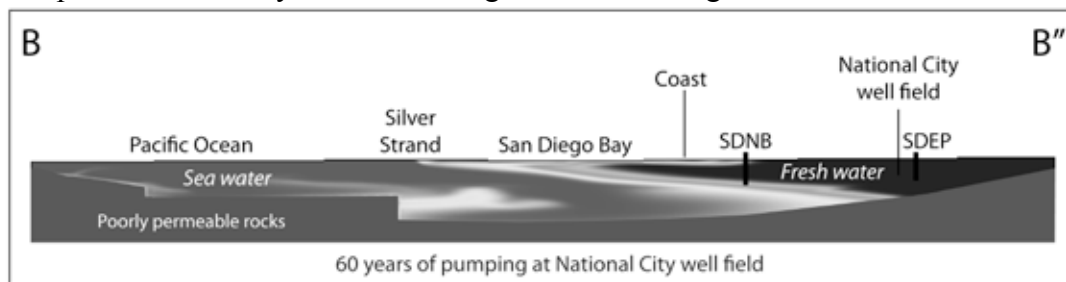 B
B″
National City
well field
Coast
Silver
Strand
Pacific Ocean
San Diego Bay
SDNB
SDEP
Sea water
Fresh water
Poorly permeable rocks
60 years of pumping at National City well field